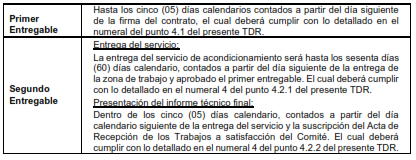 Primer
Entregable
Hasta los cinco (05) días calendarios contados a partir del día siguiente
de la firma del contrato, el cual deberá cumplir con lo detallado en el
numeral del punto 4.1 del presente TDR.
Segundo
Entregable
Entrega del servicio:
La entrega del servicio de acondicionamiento será hasta los sesenta días
(60) días calendario, contados a partir del día siguiente de la entrega de
la zona de trabajo y aprobado el primer entregable. El cual deberá cumplir
con lo detallado en el numeral 4 del punto 4.2.1 del presente TDR.
Presentación del informe técnico final:
Dentro de los cinco (05) días calendario, contados a partir del día
calendario siguiente de la entrega del servicio y la suscripción del Acta de
Recepción de los Trabajos a satisfacción del Comité. El cual deberá
cumplir con lo detallado en el numeral 4 del punto 4.2.2 del presente TDR.